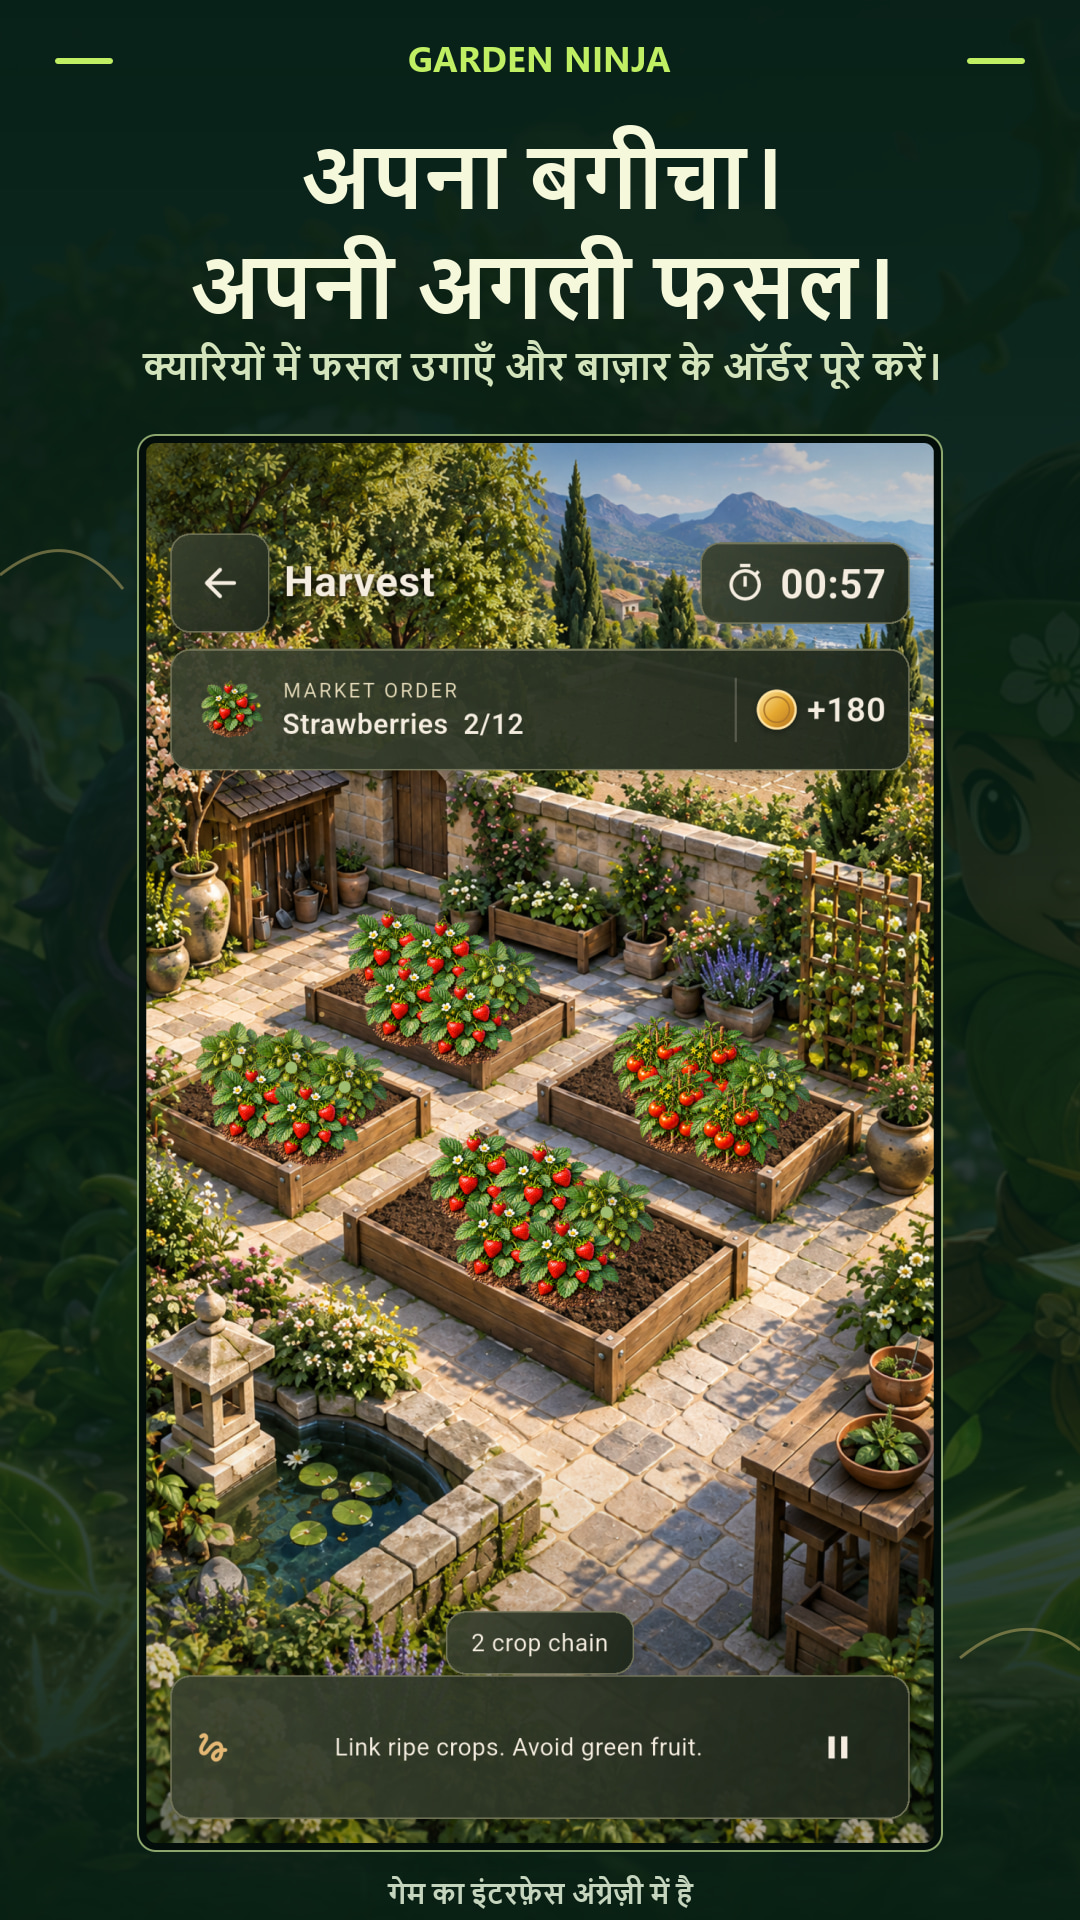 GARDEN NINJA
अपना बगीचा।
अपनी अगली फसल।
क्यारियों में फसल उगाएँ और बाज़ार के ऑर्डर पूरे करें।
Harvest
00:57
MARKET ORDER
Strawberries 2/12
+180
2 crop chain
Link ripe crops. Avoid green fruit.
गेम का इंटरफ़ेस अंग्रेज़ी में है